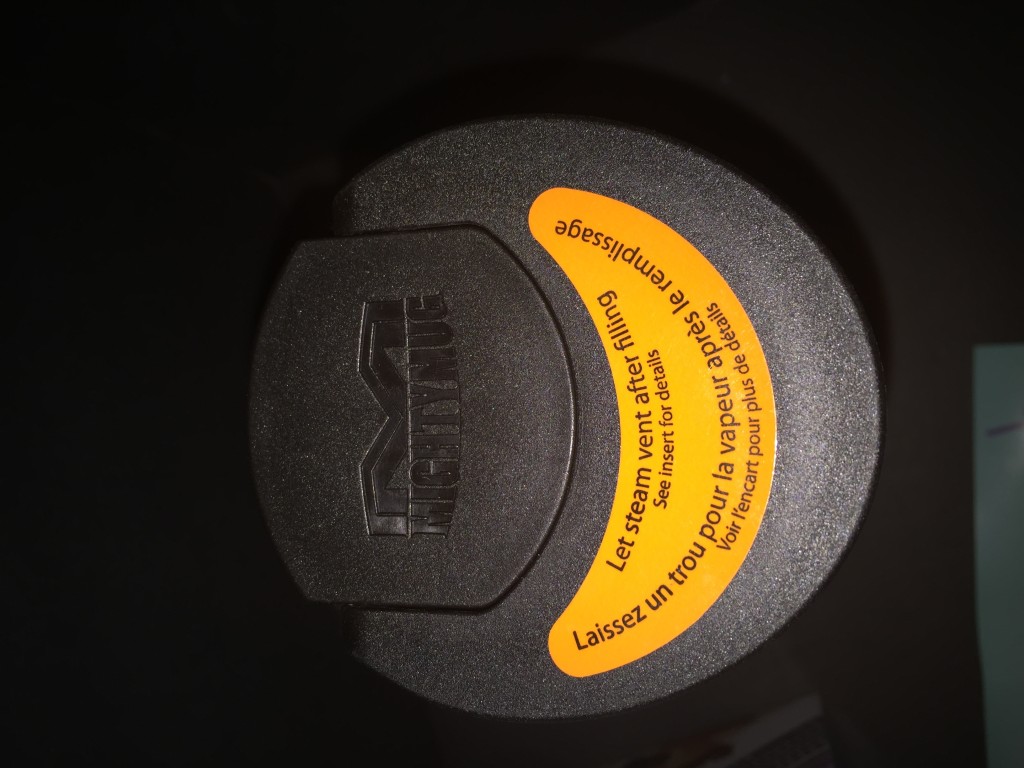 MIGHTYMUG
Let steam vent after filling
See insert for details
Laissez un trou pour la vapeur après le remplissage
Voir l'encart pour plus de détails